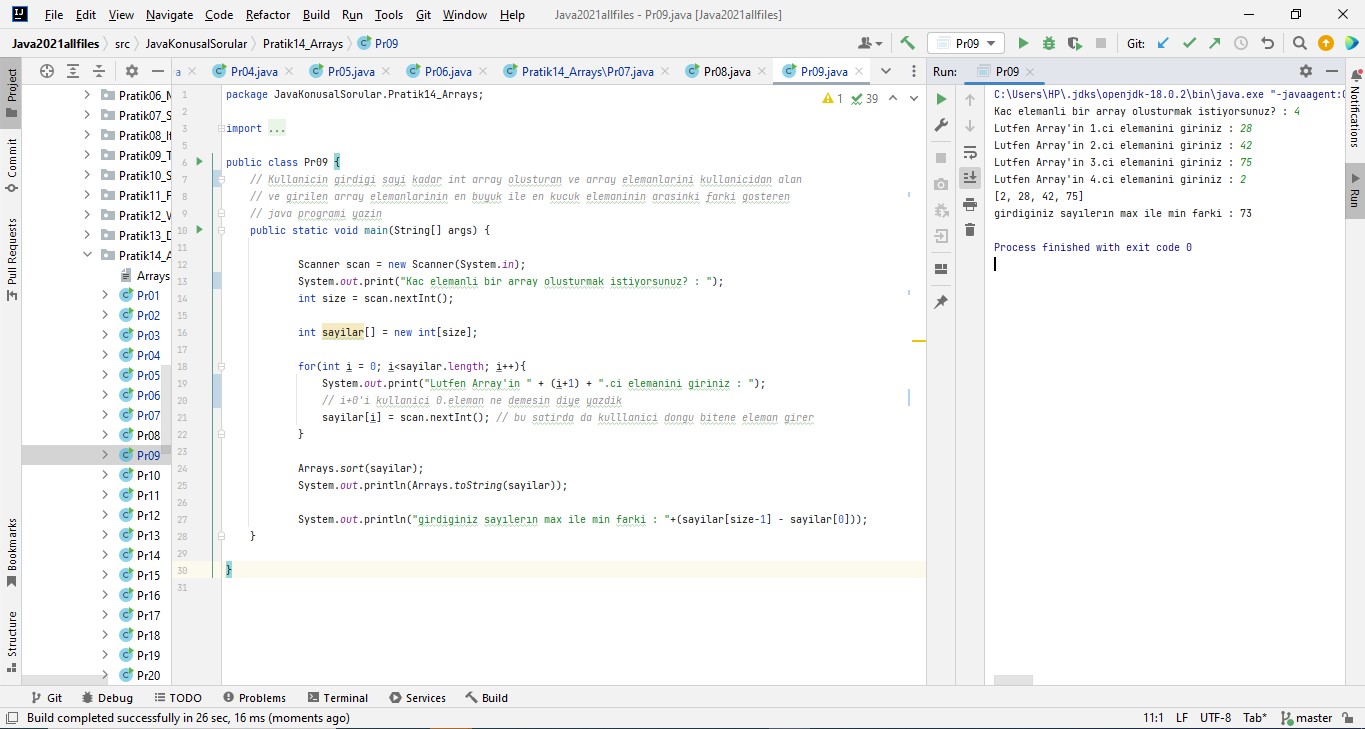 File Edit View Navigate Code Refactor Build Run Tools Git Window Help Java2021allfiles - Pr09.java [Java2021allfiles]
Java2021allfiles src JavaKonusalSorular Pratik14_Arrays Pr09 Pr09 Git:
Project
Commit
Pull Requests
Bookmarks
Structure
a Pr04.java Pr05.java Pr06.java Pratik14_Arrays\Pr07.java Pr08.java Pr09.java
Pratik06_
Pratik07_S
Pratik08_
Pratik09_T
Pratik10_S
Pratik11_F
Pratik12_
Pratik13_
Pratik14_A
Arrays
Pr01
Pr02
Pr03
Pr04
Pr05
Pr06
Pr07
Pr08
Pr09
Pr10
Pr11
Pr12
Pr13
Pr14
Pr15
Pr16
Pr17
Pr18
Pr19
Pr20
1 39
1 package JavaKonusalSorular.Pratik14_Arrays;
2
3 import ...
5
6 public class Pr09 {
7 // Kullanicin girdigi sayi kadar int array olusturan ve array elemanlarini kullanicidan alan
8 // ve girilen array elemanlarinin en buyuk ile en kucuk elemaninin arasinki farki gosteren
9 // java programi yazin
10 public static void main(String[] args) {
11
12 Scanner scan = new Scanner(System.in);
13 System.out.print("Kac elemanli bir array olusturmak istiyorsunuz? : ");
14 int size = scan.nextInt();
15
16 int sayilar[] = new int[size];
17
18 for(int i = 0; i<sayilar.length; i++){
19 System.out.print("Lutfen Array'in " + (i+1) + ".ci elemanini giriniz : ");
20 // i+0'i kullanici 0.eleman ne demesin diye yazdik
21 sayilar[i] = scan.nextInt(); // bu satirda da kulllanici dongu bitene eleman girer
22 }
23
24 Arrays.sort(sayilar);
25 System.out.println(Arrays.toString(sayilar));
26
27 System.out.println("girdiginiz sayılerın max ile min farki : "+(sayilar[size-1] - sayilar[0]));
28 }
29
30 }
31
Run: Pr09
C:\Users\HP\.jdks\openjdk-18.0.2\bin\java.exe "-javaagent:
Kac elemanli bir array olusturmak istiyorsunuz? : 4
Lutfen Array'in 1.ci elemanini giriniz : 28
Lutfen Array'in 2.ci elemanini giriniz : 42
Lutfen Array'in 3.ci elemanini giriniz : 75
Lutfen Array'in 4.ci elemanini giriniz : 2
[2, 28, 42, 75]
girdiginiz sayılerın max ile min farki : 73
Process finished with exit code 0
Notifications
Run
Git Debug TODO Problems Terminal Services Build
Build completed successfully in 26 sec, 16 ms (moments ago) 11:1 LF UTF-8 Tab* master